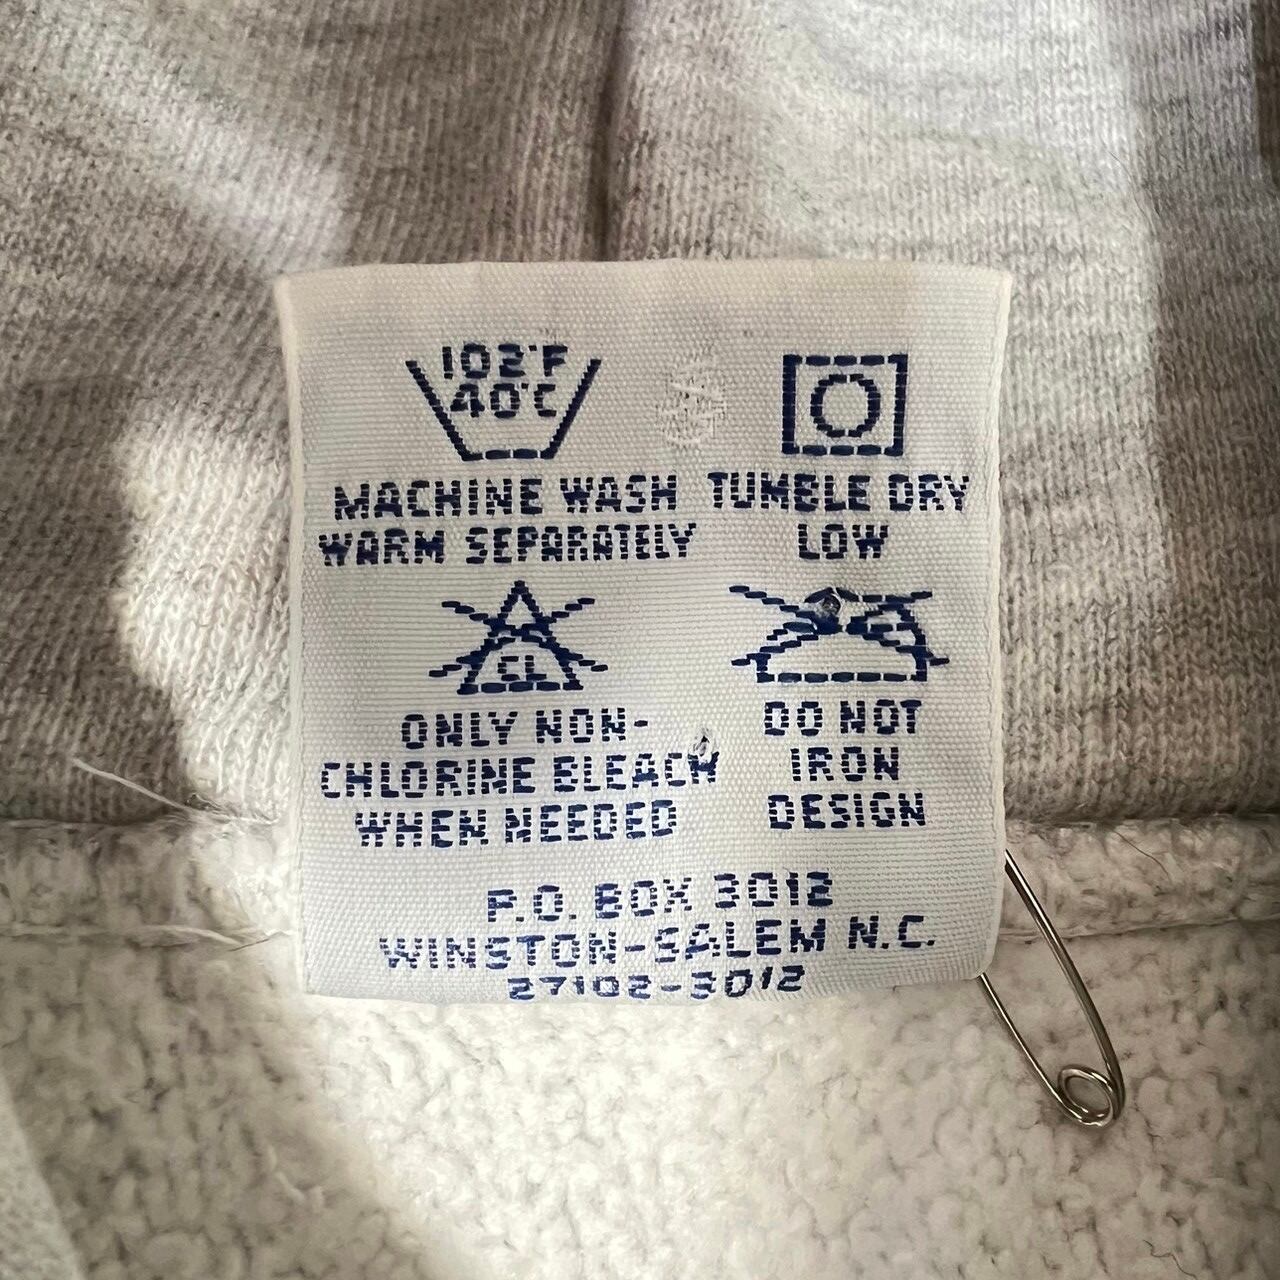 102°F
40°C
MACHINE WASH
WARM SEPARATELY
TUMBLE DRY
LOW
CL
ONLY NON-
CHLORINE BLEACH
WHEN NEEDED
DO NOT
IRON
DESIGN
P.O. BOX 3012
WINSTON-SALEM N.C.
27102-3012